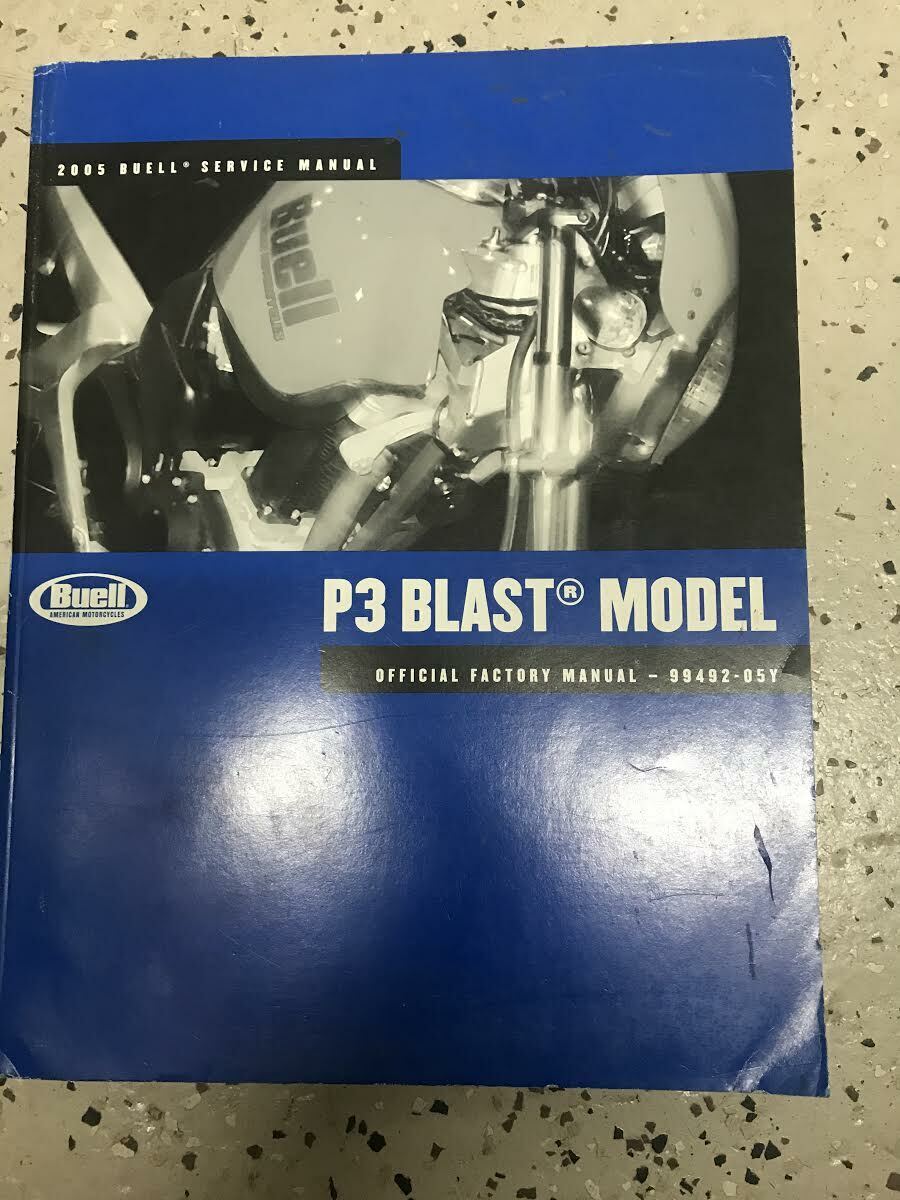 2005 BUELL® SERVICE MANUAL
Buell
Buell
AMERICAN MOTORCYCLES
P3 BLAST® MODEL
OFFICIAL FACTORY MANUAL – 99492-05Y